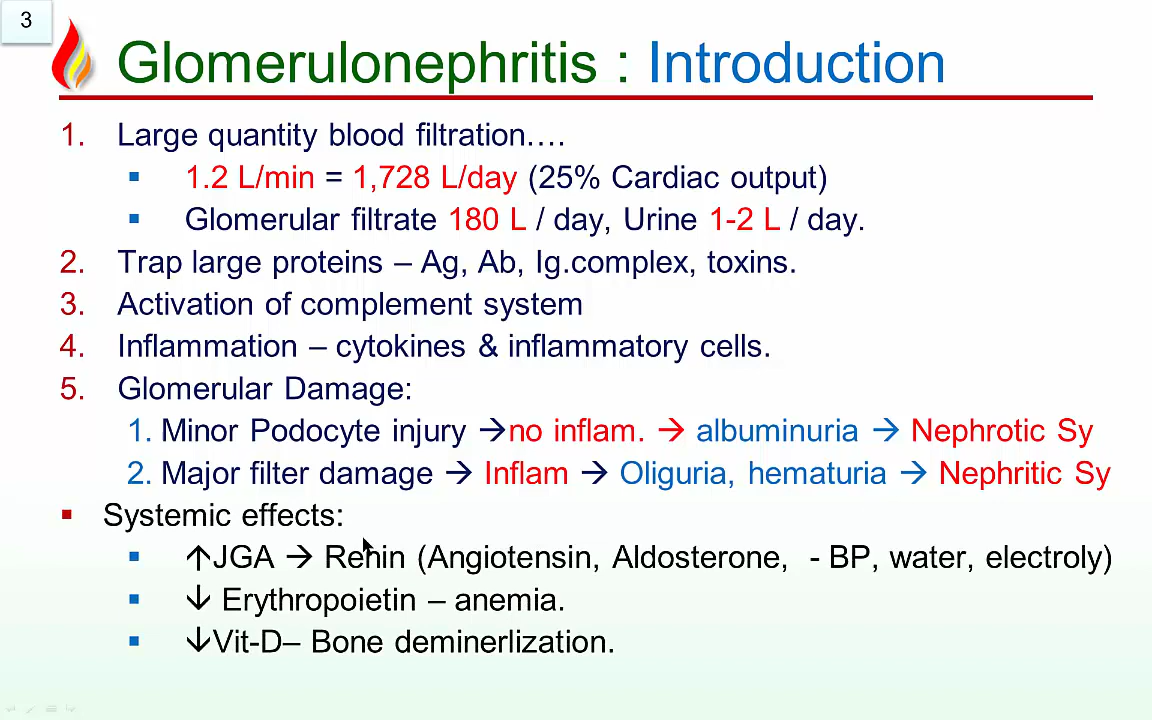 3
Glomerulonephritis : Introduction
1. Large quantity blood filtration….
▪ 1.2 L/min = 1,728 L/day (25% Cardiac output)
▪ Glomerular filtrate 180 L / day, Urine 1-2 L / day.
2. Trap large proteins – Ag, Ab, Ig.complex, toxins.
3. Activation of complement system
4. Inflammation – cytokines & inflammatory cells.
5. Glomerular Damage:
1. Minor Podocyte injury →no inflam. → albuminuria → Nephrotic Sy
2. Major filter damage → Inflam → Oliguria, hematuria → Nephritic Sy
▪ Systemic effects:
▪ ↑JGA → Renin (Angiotensin, Aldosterone, - BP, water, electroly)
▪ ↓ Erythropoietin – anemia.
▪ ↓Vit-D– Bone deminerlization.